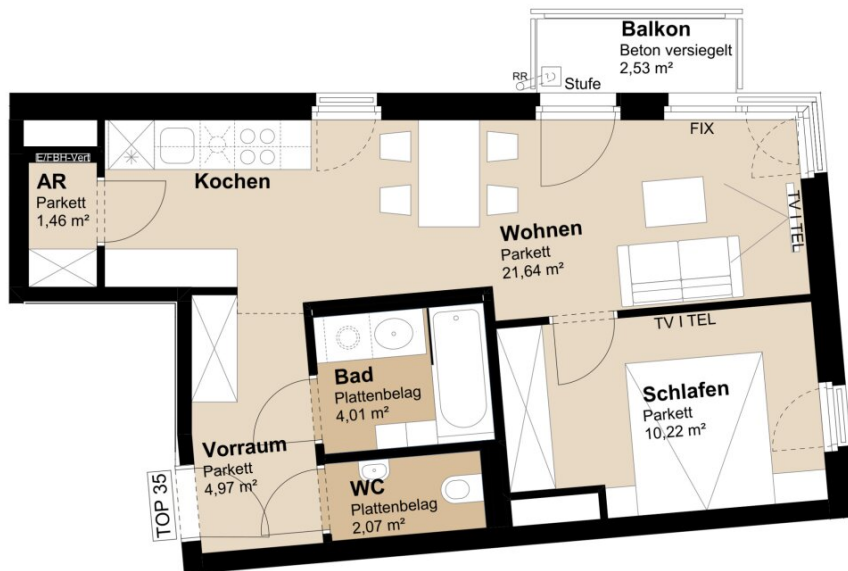 Balkon
Beton versiegelt
2,53 m²
RR
Stufe
FIX
E/FBH-Vert
AR
Parkett
1,46 m²
Kochen
Wohnen
Parkett
21,64 m²
TV I TEL
TV I TEL
Bad
Plattenbelag
4,01 m²
Schlafen
Parkett
10,22 m²
Vorraum
Parkett
4,97 m²
WC
Plattenbelag
2,07 m²
TOP 35